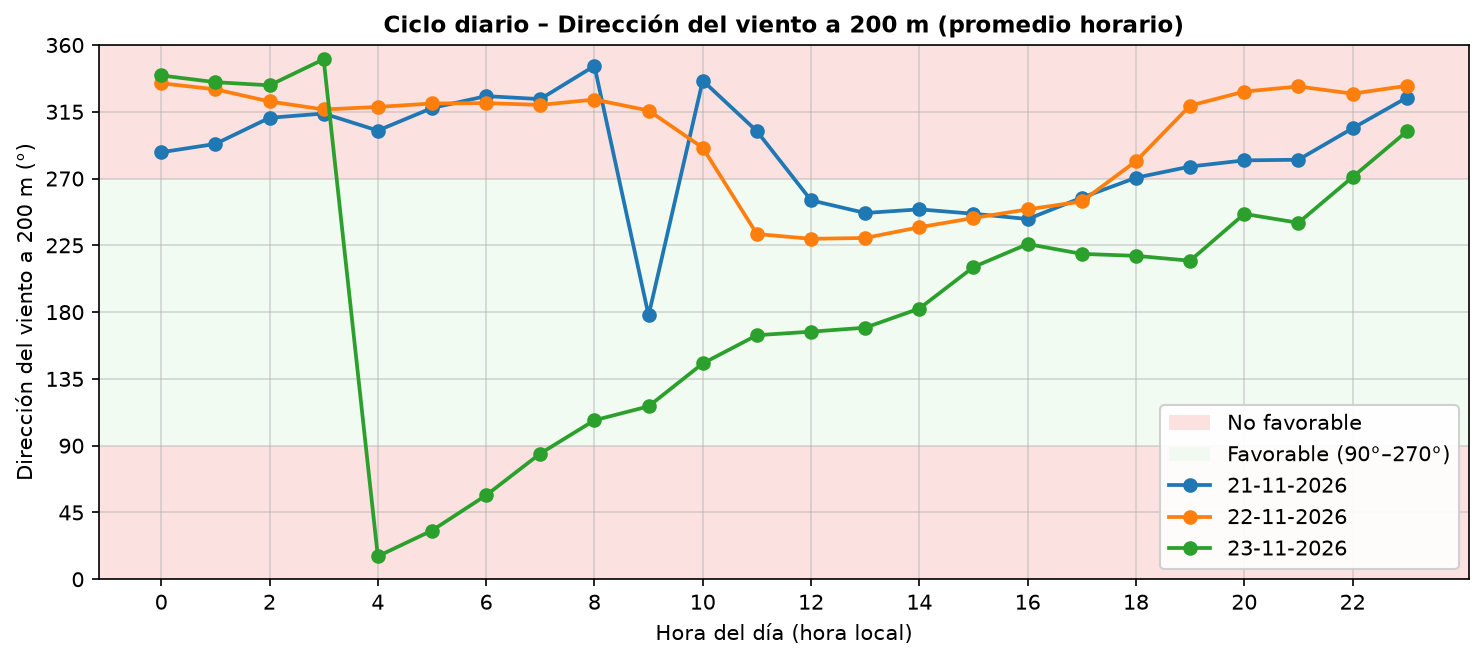 Ciclo diario – Dirección del viento a 200 m (promedio horario)
Dirección del viento a 200 m (°)
360
315
270
225
180
135
90
45
0
0 2 4 6 8 10 12 14 16 18 20 22
Hora del día (hora local)
No favorable
Favorable (90°–270°)
21-11-2026
22-11-2026
23-11-2026